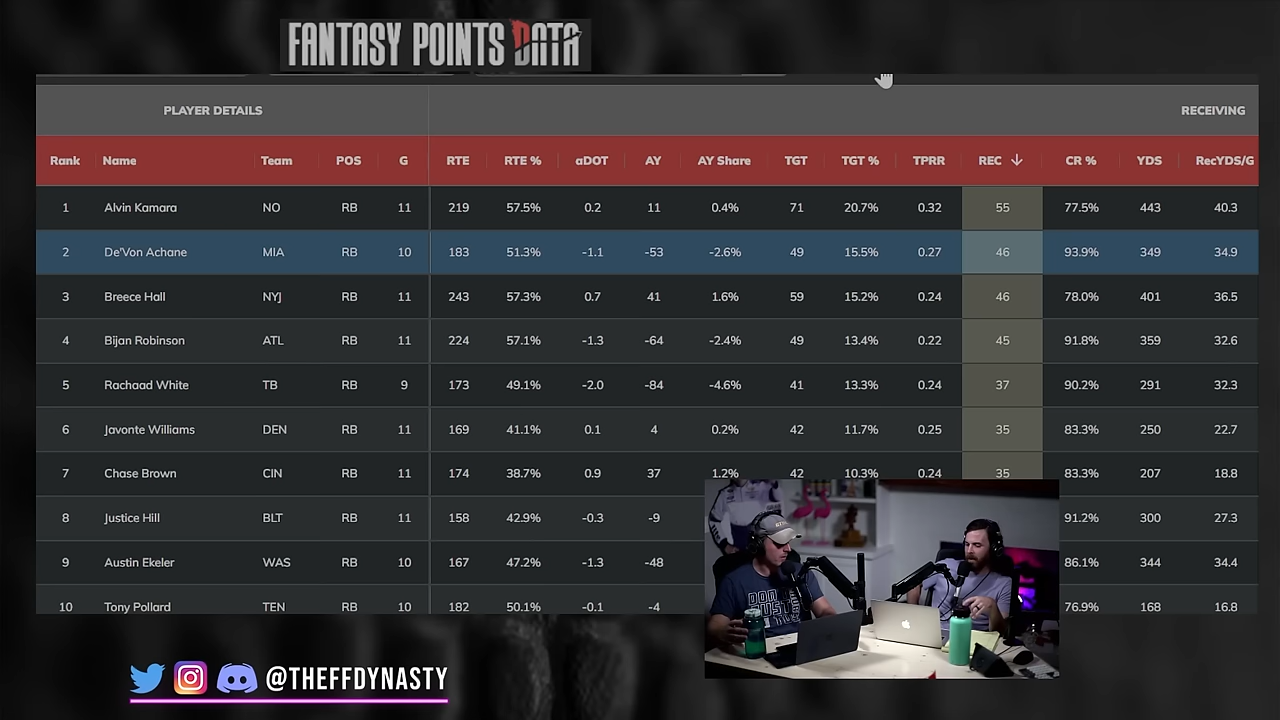 FANTASY POINTS DATA
PLAYER DETAILS RECEIVING
Rank Name Team POS G RTE RTE % aDOT AY AY Share TGT TGT % TPRR REC ↓ CR % YDS RecYDS/G
1 Alvin Kamara NO RB 11 219 57.5% 0.2 11 0.4% 71 20.7% 0.32 55 77.5% 443 40.3
2 De'Von Achane MIA RB 10 183 51.3% -1.1 -53 -2.6% 49 15.5% 0.27 46 93.9% 349 34.9
3 Breece Hall NYJ RB 11 243 57.3% 0.7 41 1.6% 59 15.2% 0.24 46 78.0% 401 36.5
4 Bijan Robinson ATL RB 11 224 57.1% -1.3 -64 -2.4% 49 13.4% 0.22 45 91.8% 359 32.6
5 Rachaad White TB RB 9 173 49.1% -2.0 -84 -4.6% 41 13.3% 0.24 37 90.2% 291 32.3
6 Javonte Williams DEN RB 11 169 41.1% 0.1 4 0.2% 42 11.7% 0.25 35 83.3% 250 22.7
7 Chase Brown CIN RB 11 174 38.7% 0.9 37 1.2% 42 10.3% 0.24 35 83.3% 207 18.8
8 Justice Hill BLT RB 11 158 42.9% -0.3 -9 91.2% 300 27.3
9 Austin Ekeler WAS RB 10 167 47.2% -1.3 -48 86.1% 344 34.4
10 Tony Pollard TEN RB 10 182 50.1% -0.1 -4 76.9% 168 16.8
@THEFFDYNASTY